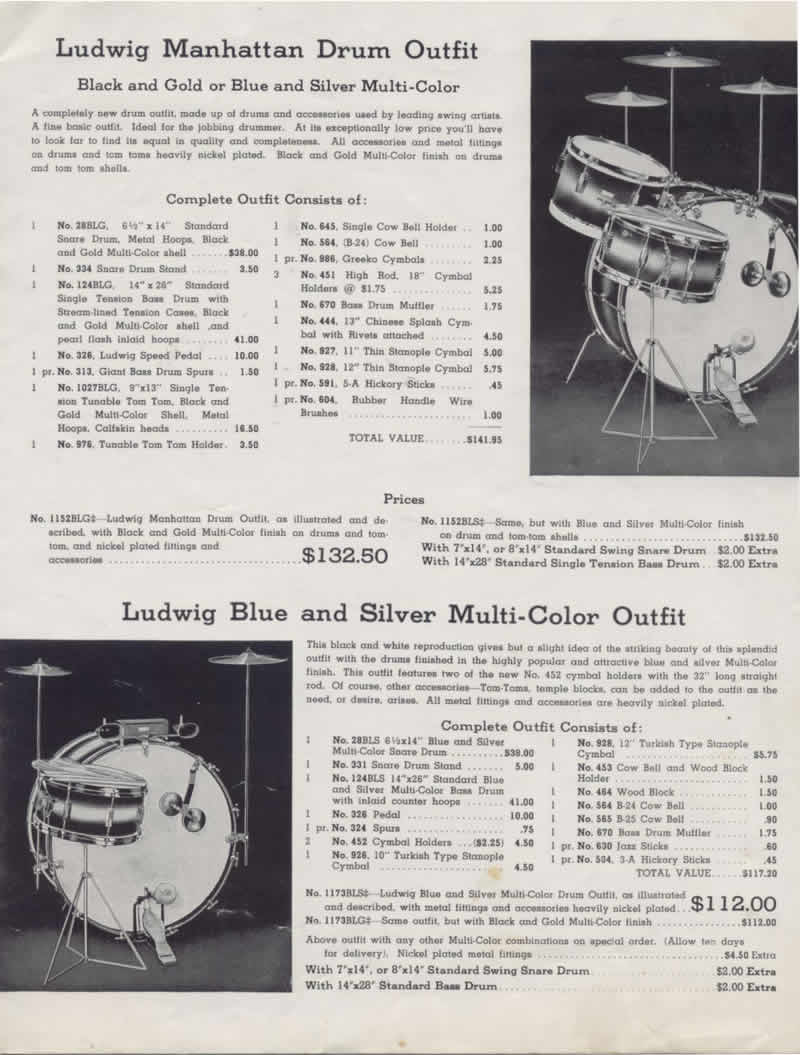 Ludwig Manhattan Drum Outfit
Black and Gold or Blue and Silver Multi-Color
A completely new drum outfit, made up of drums and accessories used by leading swing artists.
A fine basic outfit. Ideal for the jobbing drummer. At its exceptionally low price you'll have
to look far to find its equal in quality and completeness. All accessories and metal fittings
on drums and tom toms heavily nickel plated. Black and Gold Multi-Color finish on drums
and tom tom shells.
Complete Outfit Consists of:
1 No. 28BLG, 6½" x 14" Standard
Snare Drum, Metal Hoops, Black
and Gold Multi-Color shell .......$38.00
1 No. 334 Snare Drum Stand ....... 3.50
1 No. 124BLG, 14" x 26" Standard
Single Tension Bass Drum with
Stream-lined Tension Cases, Black
and Gold Multi-Color shell ,and
pearl flash inlaid hoops ........ 41.00
1 No. 326, Ludwig Speed Pedal .... 10.00
1 pr. No. 313, Giant Bass Drum Spurs .. 1.50
1 No. 1027BLG, 9"x13" Single Ten-
sion Tunable Tom Tom, Black and
Gold Multi-Color Shell, Metal
Hoops, Calfskin heads .......... 16.50
1 No. 976, Tunable Tom Tom Holder. 3.50
1 No. 645, Single Cow Bell Holder .. 1.00
1 No. 564, (B-24) Cow Bell ......... 1.00
1 pr. No. 986, Greeko Cymbals ........ 2.25
3 No. 451 High Rod, 18" Cymbal
Holders @ $1.75 ............... 5.25
1 No. 670 Bass Drum Muffler ...... 1.75
1 No. 444, 13" Chinese Splash Cym-
bal with Rivets attached ........ 4.50
1 No. 927, 11" Thin Stanople Cymbal 5.00
1 No. 928, 12" Thin Stanople Cymbal 5.75
1 pr. No. 591, 5-A Hickory Sticks ...... .45
1 pr. No. 604, Rubber Handle Wire
Brushes ....................... 1.00
TOTAL VALUE........$141.95
Prices
No. 1152BLG‡—Ludwig Manhattan Drum Outfit, as illustrated and de-
scribed, with Black and Gold Multi-Color finish on drums and tom-
tom, and nickel plated fittings and
accessories ................................$132.50
No. 1152BLS‡—Same, but with Blue and Silver Multi-Color finish
on drum and tom-tom shells ............................$132.50
With 7"x14", or 8"x14" Standard Swing Snare Drum .. $2.00 Extra
With 14"x28" Standard Single Tension Bass Drum ... $2.00 Extra
Ludwig Blue and Silver Multi-Color Outfit
This black and white reproduction gives but a slight idea of the striking beauty of this splendid
outfit with the drums finished in the highly popular and attractive blue and silver Multi-Color
finish. This outfit features two of the new No. 452 cymbal holders with the 32" long straight
rod. Of course, other accessories—Tom-Toms, temple blocks, can be added to the outfit as the
need, or desire, arises. All metal fittings and accessories are heavily nickel plated.
Complete Outfit Consists of:
1 No. 28BLS 6½x14" Blue and Silver
Multi-Color Snare Drum ..........$38.00
1 No. 331 Snare Drum Stand ......... 5.00
1 No. 124BLS 14"x26" Standard Blue
and Silver Multi-Color Bass Drum
with inlaid counter hoops ....... 41.00
1 No. 326 Pedal .................. 10.00
1 pr. No. 324 Spurs ................... .75
2 No. 452 Cymbal Holders ...($2.25) 4.50
1 No. 926, 10" Turkish Type Stanople
Cymbal ....................... 4.50
1 No. 928, 12" Turkish Type Stanople
Cymbal .......................$5.75
1 No. 453 Cow Bell and Wood Block
Holder ......................... 1.50
1 No. 464 Wood Block .............. 1.50
1 No. 564 B-24 Cow Bell ........... 1.00
1 No. 565 B-25 Cow Bell ........... .90
1 No. 670 Bass Drum Muffler ...... 1.75
1 pr. No. 630 Jazz Sticks .............. .60
1 pr. No. 504, 3-A Hickory Sticks ...... .45
TOTAL VALUE......$117.20
No. 1173BLS‡—Ludwig Blue and Silver Multi-Color Drum Outfit, as illustrated
and described, with metal fittings and accessories heavily nickel plated...$112.00
No. 1173BLG‡—Same outfit, but with Black and Gold Multi-Color finish ................$112.00
Above outfit with any other Multi-Color combinations on special order. (Allow ten days
for delivery). Nickel plated metal fittings ...................................$4.50 Extra
With 7"x14", or 8"x14" Standard Swing Snare Drum.....................$2.00 Extra
With 14"x28" Standard Bass Drum.....................................$2.00 Extra